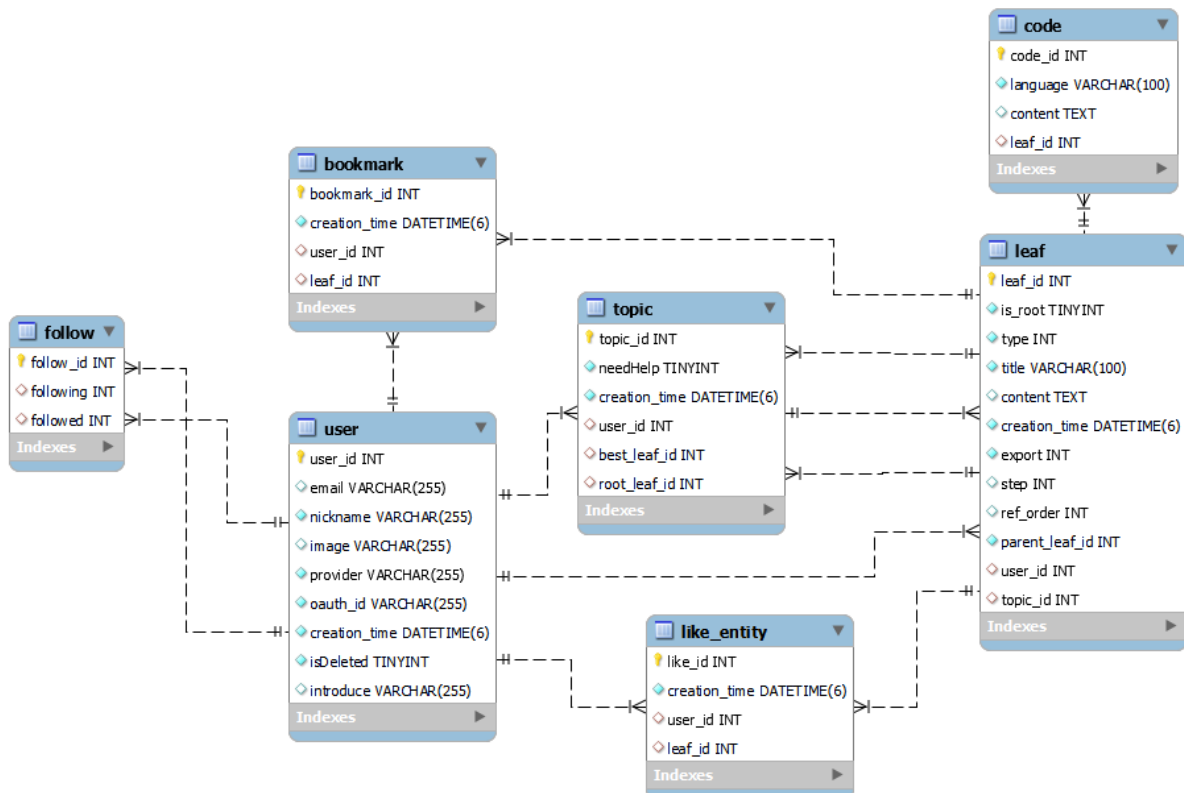 code
code_id INT
language VARCHAR(100)
content TEXT
leaf_id INT
Indexes
bookmark
bookmark_id INT
creation_time DATETIME(6)
user_id INT
leaf_id INT
Indexes
leaf
leaf_id INT
is_root TINYINT
type INT
title VARCHAR(100)
content TEXT
creation_time DATETIME(6)
export INT
step INT
ref_order INT
parent_leaf_id INT
user_id INT
topic_id INT
Indexes
topic
topic_id INT
needHelp TINYINT
creation_time DATETIME(6)
user_id INT
best_leaf_id INT
root_leaf_id INT
Indexes
follow
follow_id INT
following INT
followed INT
Indexes
user
user_id INT
email VARCHAR(255)
nickname VARCHAR(255)
image VARCHAR(255)
provider VARCHAR(255)
oauth_id VARCHAR(255)
creation_time DATETIME(6)
isDeleted TINYINT
introduce VARCHAR(255)
Indexes
like_entity
like_id INT
creation_time DATETIME(6)
user_id INT
leaf_id INT
Indexes